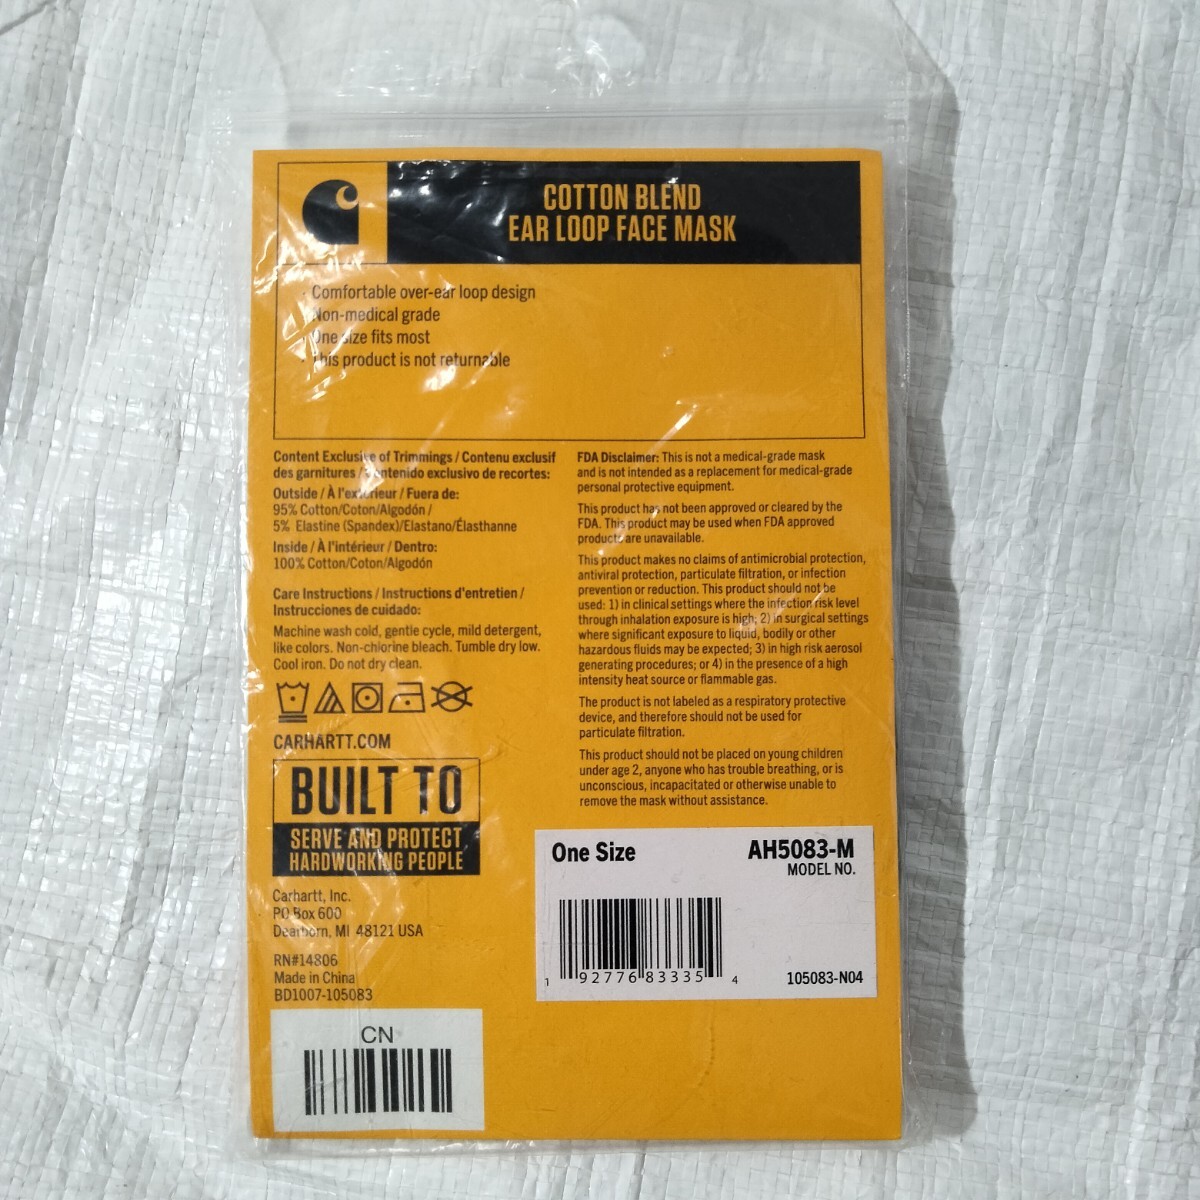 COTTON BLEND
EAR LOOP FACE MASK
· Comfortable over-ear loop design
· Non-medical grade
· One size fits most
· This product is not returnable
Content Exclusive of Trimmings / Contenu exclusif
des garnitures / Contenido exclusivo de recortes:
Outside / À l'extérieur / Fuera de:
95% Cotton/Coton/Algodón /
5% Elastine (Spandex)/Elastano/Élasthanne
Inside / À l'intérieur / Dentro:
100% Cotton/Coton/Algodón
Care Instructions / Instructions d'entretien /
Instrucciones de cuidado:
Machine wash cold, gentle cycle, mild detergent,
like colors. Non-chlorine bleach. Tumble dry low.
Cool iron. Do not dry clean.
CARHARTT.COM
BUILT TO
SERVE AND PROTECT
HARDWORKING PEOPLE
Carhartt, Inc.
PO Box 600
Dearborn, MI 48121 USA
RN#14806
Made in China
BD1007-105083
CN
FDA Disclaimer: This is not a medical-grade mask
and is not intended as a replacement for medical-grade
personal protective equipment.
This product has not been approved or cleared by the
FDA. This product may be used when FDA approved
products are unavailable.
This product makes no claims of antimicrobial protection,
antiviral protection, particulate filtration, or infection
prevention or reduction. This product should not be
used: 1) in clinical settings where the infection risk level
through inhalation exposure is high; 2) in surgical settings
where significant exposure to liquid, bodily or other
hazardous fluids may be expected; 3) in high risk aerosol
generating procedures; or 4) in the presence of a high
intensity heat source or flammable gas.
The product is not labeled as a respiratory protective
device, and therefore should not be used for
particulate filtration.
This product should not be placed on young children
under age 2, anyone who has trouble breathing, or is
unconscious, incapacitated or otherwise unable to
remove the mask without assistance.
One Size AH5083-M
MODEL NO.
1 92776 83335 4
105083-N04